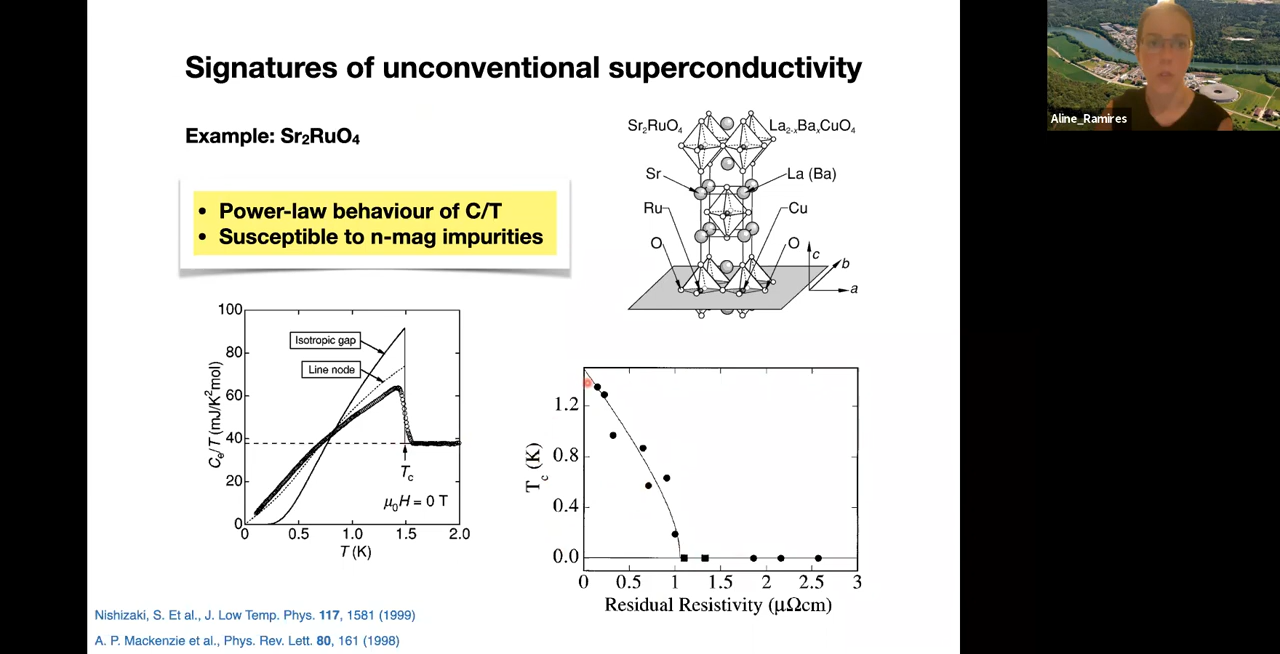 Signatures of unconventional superconductivity
Aline_Ramires
Example: Sr₂RuO₄
• Power-law behaviour of C/T
• Susceptible to n-mag impurities
Sr₂RuO₄
La₂₋ₓBaₓCuO₄
Sr
La (Ba)
Ru
Cu
O
O
c
b
a
100
80
60
40
20
0
Cₑ/T (mJ/K²mol)
Isotropic gap
Line node
T꜀
μ₀H = 0 T
0 0.5 1.0 1.5 2.0
T (K)
1.2
0.8
0.4
0.0
T꜀ (K)
0 0.5 1 1.5 2 2.5 3
Residual Resistivity (μΩcm)
Nishizaki, S. Et al., J. Low Temp. Phys. 117, 1581 (1999)
A. P. Mackenzie et al., Phys. Rev. Lett. 80, 161 (1998)